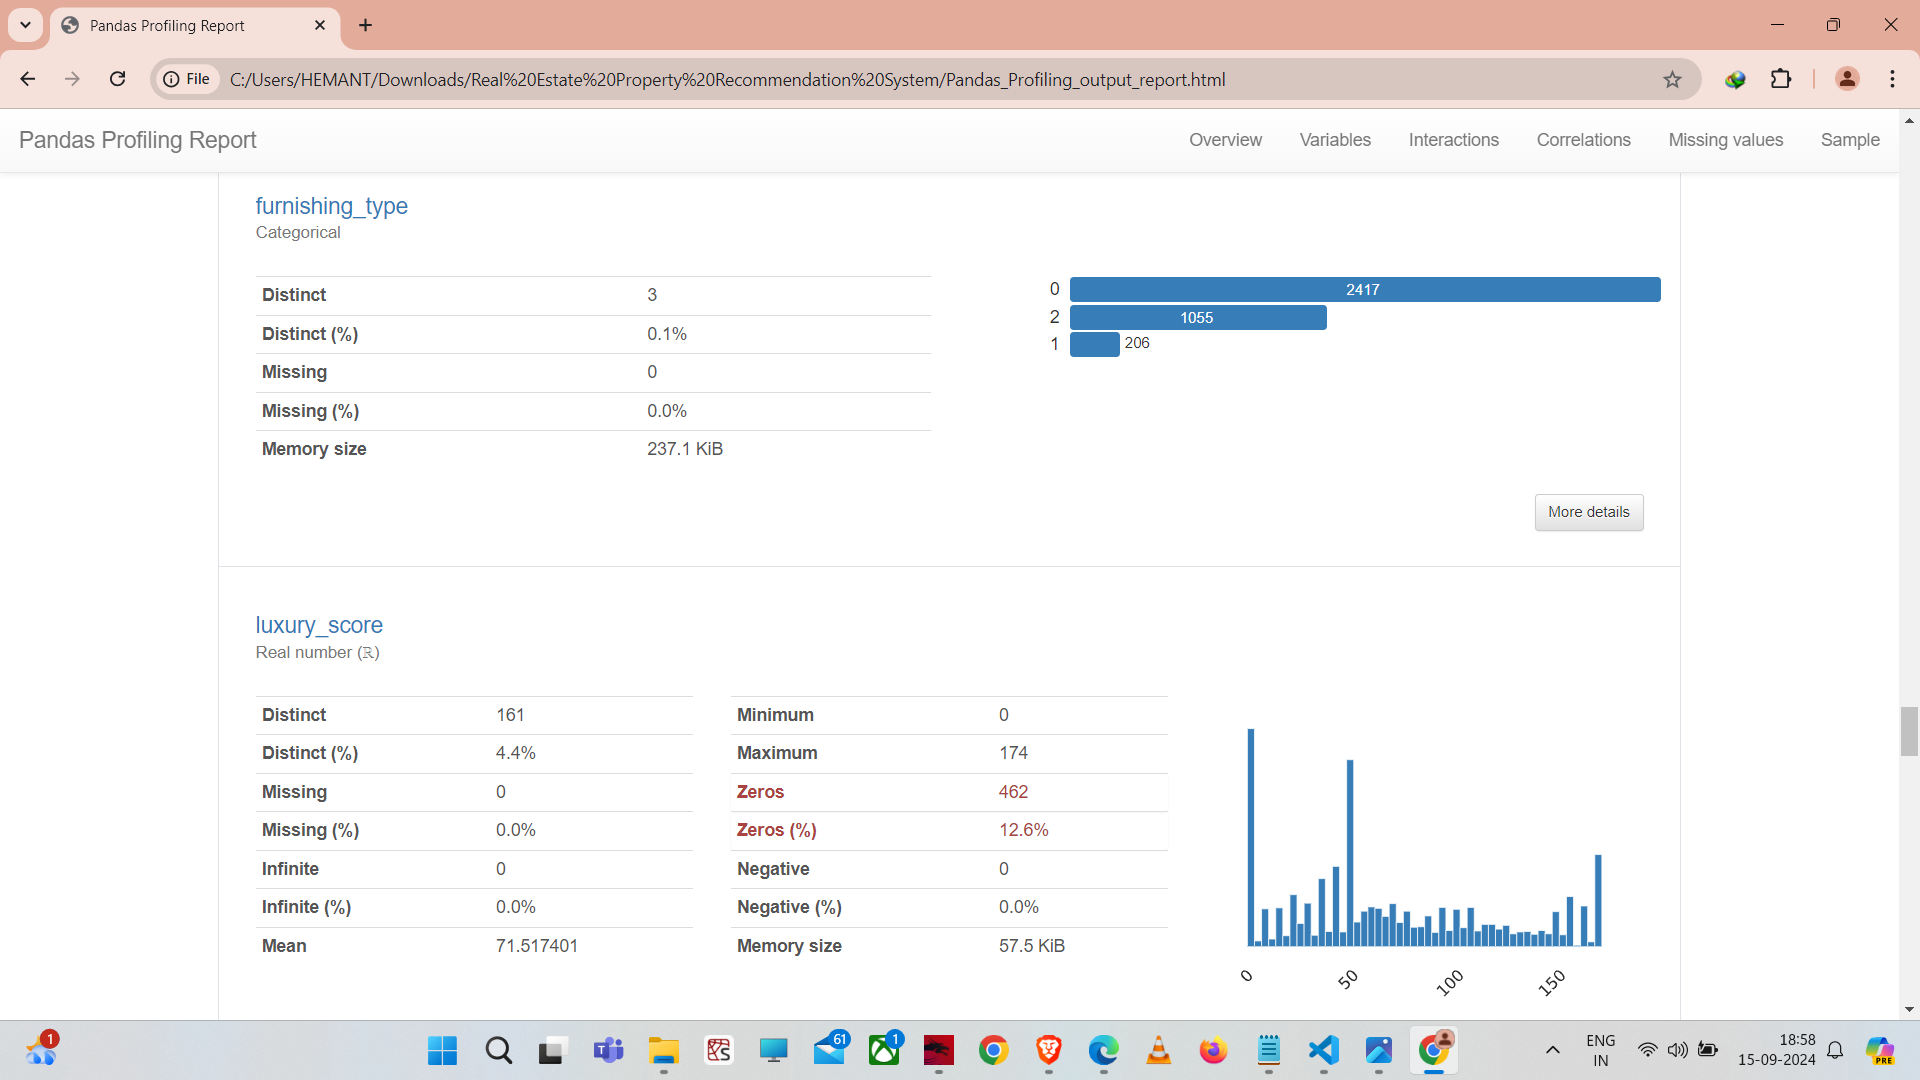 Pandas Profiling Report
File C:/Users/HEMANT/Downloads/Real%20Estate%20Property%20Recommendation%20System/Pandas_Profiling_output_report.html
Pandas Profiling Report Overview Variables Interactions Correlations Missing values Sample
furnishing_type
Categorical
Distinct 3
Distinct (%) 0.1%
Missing 0
Missing (%) 0.0%
Memory size 237.1 KiB
0 2417
2 1055
1 206
More details
luxury_score
Real number (ℝ)
Distinct 161
Distinct (%) 4.4%
Missing 0
Missing (%) 0.0%
Infinite 0
Infinite (%) 0.0%
Mean 71.517401
Minimum 0
Maximum 174
Zeros 462
Zeros (%) 12.6%
Negative 0
Negative (%) 0.0%
Memory size 57.5 KiB
0 50 100 150
1
61
1
ENG
IN
18:58
15-09-2024
PRE